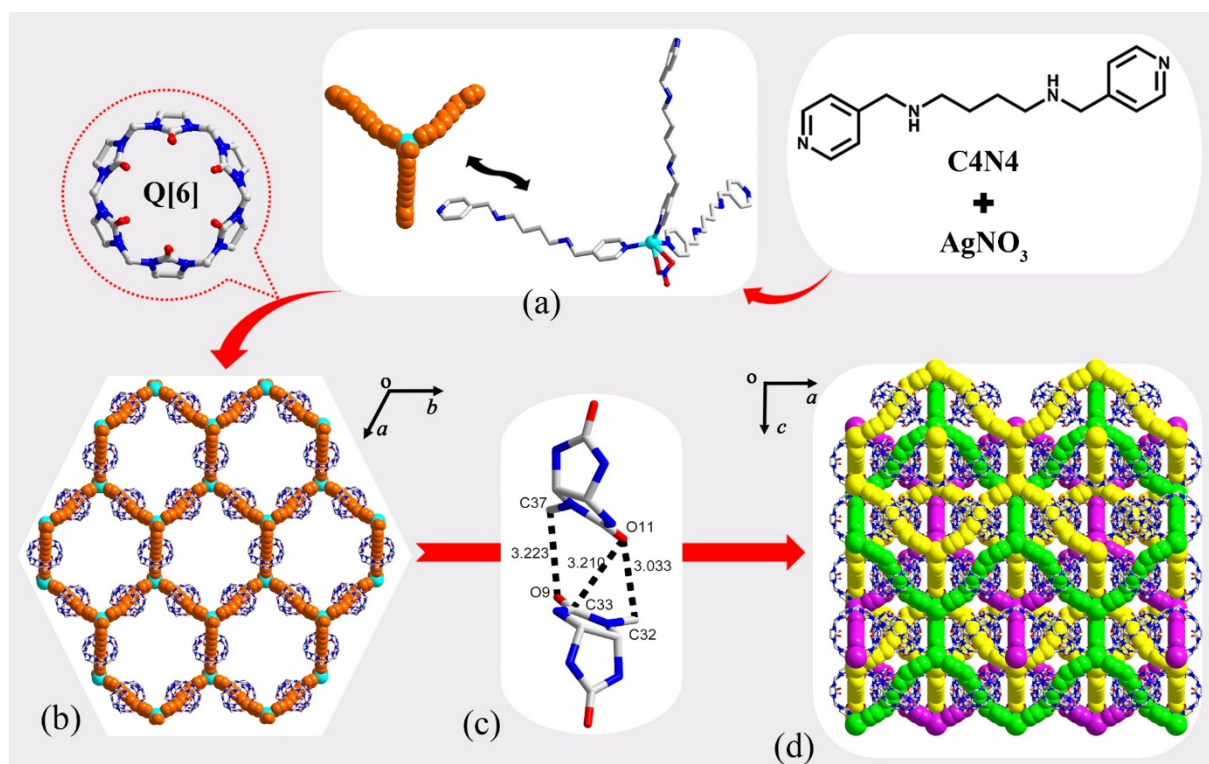 Q[6]
(a)
N
H
N
N
H
N
C4N4
+
AgNO3
o
b
a
(b)
C37
O11
3.223
3.210
3.033
O9
C33
C32
(c)
o
a
c
(d)